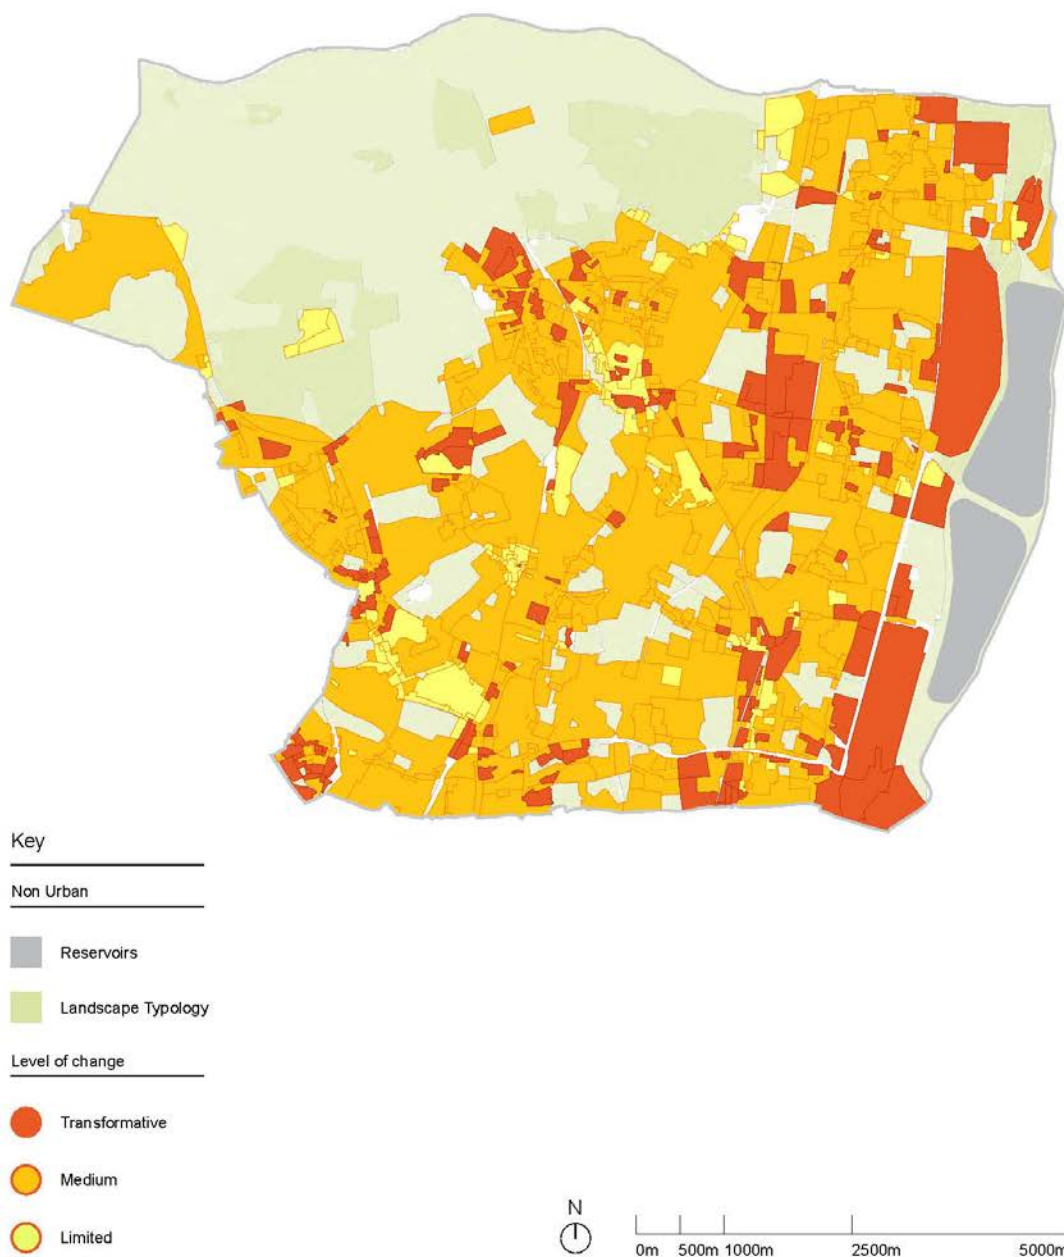 Key
Non Urban
Reservoirs
Landscape Typology
Level of change
Transformative
Medium
Limited
N
0m 500m 1000m 2500m 5000m